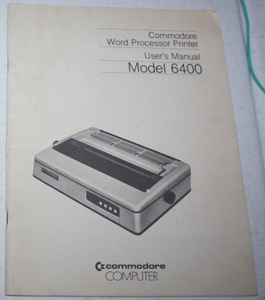 Commodore
Word Processor Printer
User's Manual
Model 6400
commodore
COMPUTER